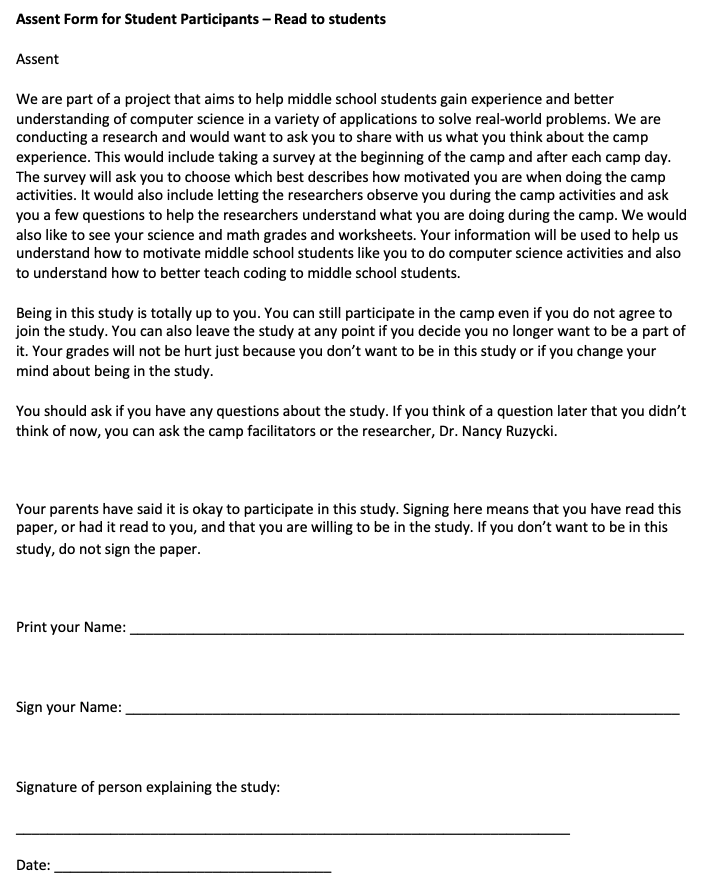 Assent Form for Student Participants – Read to students
Assent
We are part of a project that aims to help middle school students gain experience and better
understanding of computer science in a variety of applications to solve real-world problems. We are
conducting a research and would want to ask you to share with us what you think about the camp
experience. This would include taking a survey at the beginning of the camp and after each camp day.
The survey will ask you to choose which best describes how motivated you are when doing the camp
activities. It would also include letting the researchers observe you during the camp activities and ask
you a few questions to help the researchers understand what you are doing during the camp. We would
also like to see your science and math grades and worksheets. Your information will be used to help us
understand how to motivate middle school students like you to do computer science activities and also
to understand how to better teach coding to middle school students.
Being in this study is totally up to you. You can still participate in the camp even if you do not agree to
join the study. You can also leave the study at any point if you decide you no longer want to be a part of
it. Your grades will not be hurt just because you don’t want to be in this study or if you change your
mind about being in the study.
You should ask if you have any questions about the study. If you think of a question later that you didn’t
think of now, you can ask the camp facilitators or the researcher, Dr. Nancy Ruzycki.
Your parents have said it is okay to participate in this study. Signing here means that you have read this
paper, or had it read to you, and that you are willing to be in the study. If you don’t want to be in this
study, do not sign the paper.
Print your Name:
Sign your Name:
Signature of person explaining the study:
Date: